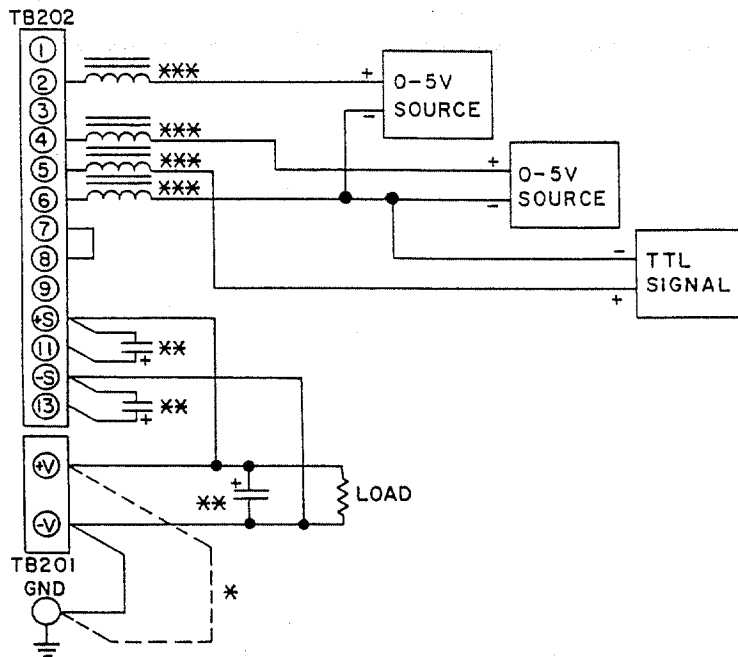 TB202
1
2
***
+
0-5V
SOURCE
-
3
4
***
5
***
6
***
+
0-5V
SOURCE
-
7
8
9
-
TTL
SIGNAL
+
+S
11
**
+
-S
13
**
+
+V
-V
+
**
LOAD
TB201
GND
*